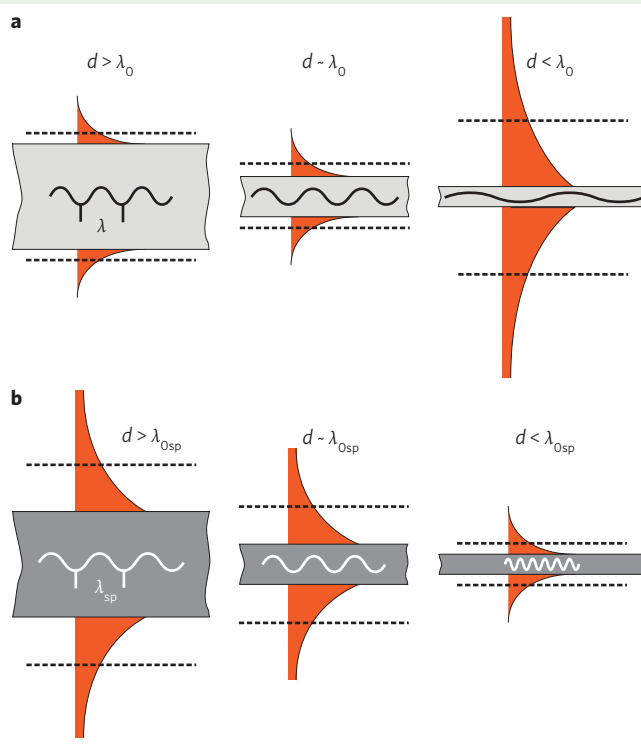 a
d > λ₀
d ~ λ₀
d < λ₀
λ
b
d > λ₀sp
d ~ λ₀sp
d < λ₀sp
λsp